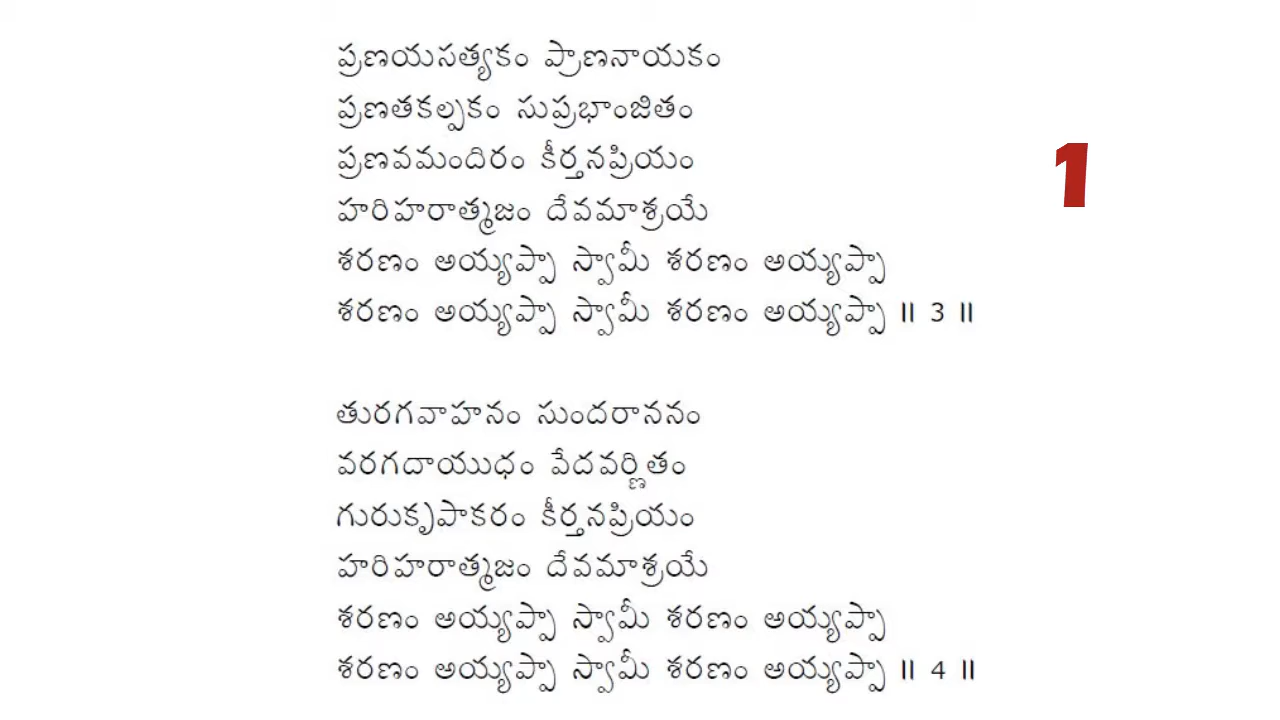 ప్రణయసత్యకం ప్రాణనాయకం
ప్రణతకల్పకం సుప్రభాంజితం
ప్రణవమందిరం కీర్తనప్రియం
హరిహరాత్మజం దేవమాశ్రయే
శరణం అయ్యప్పా స్వామీ శరణం అయ్యప్పా
శరణం అయ్యప్పా స్వామీ శరణం అయ్యప్పా ॥ 3 ॥
1
తురగవాహనం సుందరాననం
వరగదాయుధం వేదవర్ణితం
గురుకృపాకరం కీర్తనప్రియం
హరిహరాత్మజం దేవమాశ్రయే
శరణం అయ్యప్పా స్వామీ శరణం అయ్యప్పా
శరణం అయ్యప్పా స్వామీ శరణం అయ్యప్పా ॥ 4 ॥